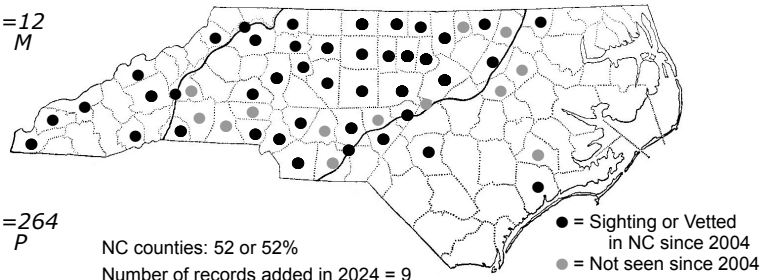 =12
M
=264
P
NC counties: 52 or 52%
Number of records added in 2024 = 9
= Sighting or Vetted
in NC since 2004
= Not seen since 2004